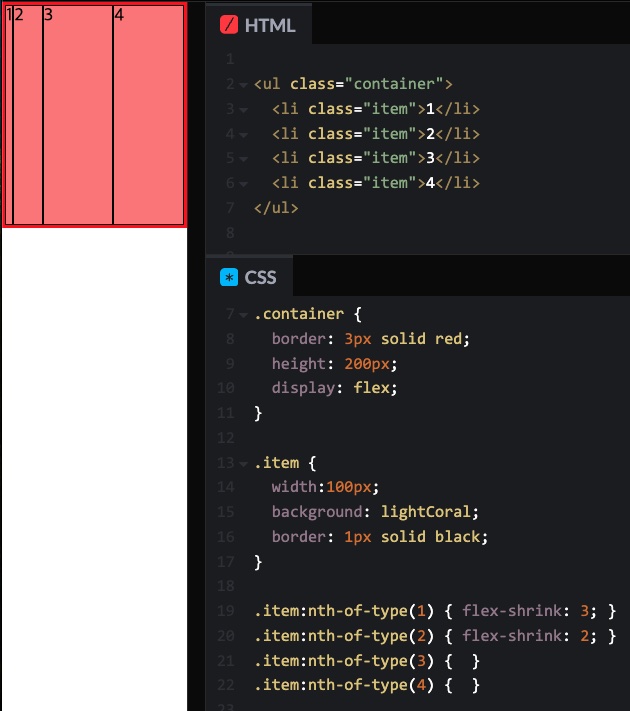 1 2 3 4
/ HTML
1
2 <ul class="container">
3 <li class="item">1</li>
4 <li class="item">2</li>
5 <li class="item">3</li>
6 <li class="item">4</li>
7 </ul>
8
* CSS
7 .container {
8 border: 3px solid red;
9 height: 200px;
10 display: flex;
11 }
12
13 .item {
14 width:100px;
15 background: lightCoral;
16 border: 1px solid black;
17 }
18
19 .item:nth-of-type(1) { flex-shrink: 3; }
20 .item:nth-of-type(2) { flex-shrink: 2; }
21 .item:nth-of-type(3) {  }
22 .item:nth-of-type(4) {  }
23